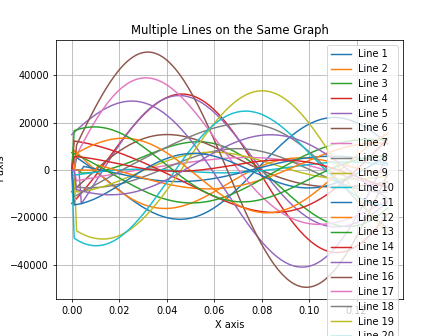 Multiple Lines on the Same Graph
40000
20000
0
−20000
−40000
axis
0.00
0.02
0.04
0.06
0.08
0.10
X axis
Line 1
Line 2
Line 3
Line 4
Line 5
Line 6
Line 7
Line 8
Line 9
Line 10
Line 11
Line 12
Line 13
Line 14
Line 15
Line 16
Line 17
Line 18
Line 19
Line 20